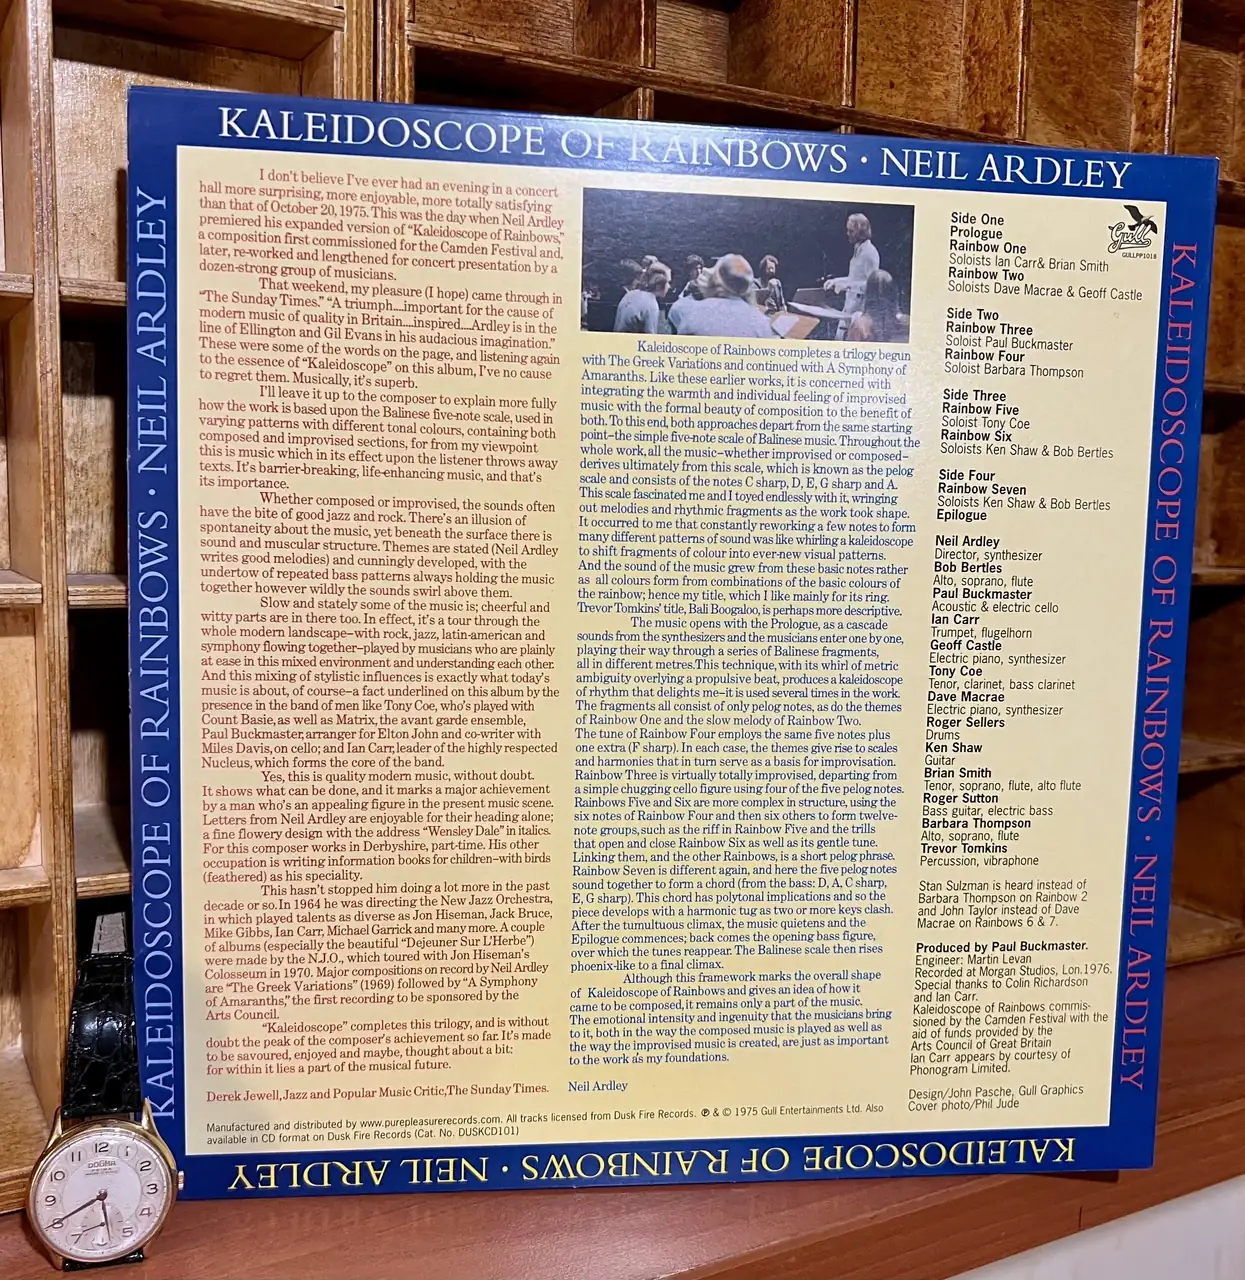 KALEIDOSCOPE OF RAINBOWS · NEIL ARDLEY
I don't believe I've ever had an evening in a concert
hall more surprising, more enjoyable, more totally satisfying
than that of October 20, 1975. This was the day when Neil Ardley
premiered his expanded version of "Kaleidoscope of Rainbows,"
a composition first commissioned for the Camden Festival and,
later, re-worked and lengthened for concert presentation by a
dozen-strong group of musicians.
That weekend, my pleasure (I hope) came through in
"The Sunday Times." "A triumph....important for the cause of
modern music of quality in Britain....inspired....Ardley is in the
line of Ellington and Gil Evans in his audacious imagination."
These were some of the words on the page, and listening again
to the essence of "Kaleidoscope" on this album, I've no cause
to regret them. Musically, it's superb.
I'll leave it up to the composer to explain more fully
how the work is based upon the Balinese five-note scale, used in
varying patterns with different tonal colours, containing both
composed and improvised sections, for from my viewpoint
this is music which in its effect upon the listener throws away
texts. It's barrier-breaking, life-enhancing music, and that's
its importance.
Whether composed or improvised, the sounds often
have the bite of good jazz and rock. There's an illusion of
spontaneity about the music, yet beneath the surface there is
sound and muscular structure. Themes are stated (Neil Ardley
writes good melodies) and cunningly developed, with the
undertow of repeated bass patterns always holding the music
together however wildly the sounds swirl above them.
Slow and stately some of the music is; cheerful and
witty parts are in there too. In effect, it's a tour through the
whole modern landscape–with rock, jazz, latin-american and
symphony flowing together–played by musicians who are plainly
at ease in this mixed environment and understanding each other.
And this mixing of stylistic influences is exactly what today's
music is about, of course–a fact underlined on this album by the
presence in the band of men like Tony Coe, who's played with
Count Basie, as well as Matrix, the avant garde ensemble,
Paul Buckmaster, arranger for Elton John and co-writer with
Miles Davis, on cello; and Ian Carr, leader of the highly respected
Nucleus, which forms the core of the band.
Yes, this is quality modern music, without doubt.
It shows what can be done, and it marks a major achievement
by a man who's an appealing figure in the present music scene.
Letters from Neil Ardley are enjoyable for their heading alone;
a fine flowery design with the address "Wensley Dale" in italics.
For this composer works in Derbyshire, part-time. His other
occupation is writing information books for children–with birds
(feathered) as his speciality.
This hasn't stopped him doing a lot more in the past
decade or so. In 1964 he was directing the New Jazz Orchestra,
in which played talents as diverse as Jon Hiseman, Jack Bruce,
Mike Gibbs, Ian Carr, Michael Garrick and many more. A couple
of albums (especially the beautiful "Dejeuner Sur L'Herbe")
were made by the N.J.O., which toured with Jon Hiseman's
Colosseum in 1970. Major compositions on record by Neil Ardley
are "The Greek Variations" (1969) followed by "A Symphony
of Amaranths," the first recording to be sponsored by the
Arts Council.
"Kaleidoscope" completes this trilogy, and is without
doubt the peak of the composer's achievement so far. It's made
to be savoured, enjoyed and maybe, thought about a bit:
for within it lies a part of the musical future.
Derek Jewell, Jazz and Popular Music Critic, The Sunday Times.
Kaleidoscope of Rainbows completes a trilogy begun
with The Greek Variations and continued with A Symphony of
Amaranths. Like these earlier works, it is concerned with
integrating the warmth and individual feeling of improvised
music with the formal beauty of composition to the benefit of
both. To this end, both approaches depart from the same starting
point–the simple five-note scale of Balinese music. Throughout the
whole work, all the music–whether improvised or composed–
derives ultimately from this scale, which is known as the pelog
scale and consists of the notes C sharp, D, E, G sharp and A.
This scale fascinated me and I toyed endlessly with it, wringing
out melodies and rhythmic fragments as the work took shape.
It occurred to me that constantly reworking a few notes to form
many different patterns of sound was like whirling a kaleidoscope
to shift fragments of colour into ever-new visual patterns.
And the sound of the music grew from these basic notes rather
as all colours form from combinations of the basic colours of
the rainbow; hence my title, which I like mainly for its ring.
Trevor Tomkins' title, Bali Boogaloo, is perhaps more descriptive.
The music opens with the Prologue, as a cascade
sounds from the synthesizers and the musicians enter one by one,
playing their way through a series of Balinese fragments,
all in different metres.This technique, with its whirl of metric
ambiguity overlying a propulsive beat, produces a kaleidoscope
of rhythm that delights me–it is used several times in the work.
The fragments all consist of only pelog notes, as do the themes
of Rainbow One and the slow melody of Rainbow Two.
The tune of Rainbow Four employs the same five notes plus
one extra (F sharp). In each case, the themes give rise to scales
and harmonies that in turn serve as a basis for improvisation.
Rainbow Three is virtually totally improvised, departing from
a simple chugging cello figure using four of the five pelog notes.
Rainbows Five and Six are more complex in structure, using the
six notes of Rainbow Four and then six others to form twelve-
note groups, such as the riff in Rainbow Five and the trills
that open and close Rainbow Six as well as its gentle tune.
Linking them, and the other Rainbows, is a short pelog phrase.
Rainbow Seven is different again, and here the five pelog notes
sound together to form a chord (from the bass: D, A, C sharp,
E, G sharp). This chord has polytonal implications and so the
piece develops with a harmonic tug as two or more keys clash.
After the tumultuous climax, the music quietens and the
Epilogue commences; back comes the opening bass figure,
over which the tunes reappear. The Balinese scale then rises
phoenix-like to a final climax.
Although this framework marks the overall shape
of Kaleidoscope of Rainbows and gives an idea of how it
came to be composed, it remains only a part of the music.
The emotional intensity and ingenuity that the musicians bring
to it, both in the way the composed music is played as well as
the way the improvised music is created, are just as important
to the work as my foundations.
Neil Ardley
Gull
GULLPP1018
Side One
Prologue
Rainbow One
Soloists Ian Carr & Brian Smith
Rainbow Two
Soloists Dave Macrae & Geoff Castle
Side Two
Rainbow Three
Soloist Paul Buckmaster
Rainbow Four
Soloist Barbara Thompson
Side Three
Rainbow Five
Soloist Tony Coe
Rainbow Six
Soloists Ken Shaw & Bob Bertles
Side Four
Rainbow Seven
Soloists Ken Shaw & Bob Bertles
Epilogue
Neil Ardley
Director, synthesizer
Bob Bertles
Alto, soprano, flute
Paul Buckmaster
Acoustic & electric cello
Ian Carr
Trumpet, flugelhorn
Geoff Castle
Electric piano, synthesizer
Tony Coe
Tenor, clarinet, bass clarinet
Dave Macrae
Electric piano, synthesizer
Roger Sellers
Drums
Ken Shaw
Guitar
Brian Smith
Tenor, soprano, flute, alto flute
Roger Sutton
Bass guitar, electric bass
Barbara Thompson
Alto, soprano, flute
Trevor Tomkins
Percussion, vibraphone
Stan Sulzman is heard instead of
Barbara Thompson on Rainbow 2
and John Taylor instead of Dave
Macrae on Rainbows 6 & 7.
Produced by Paul Buckmaster.
Engineer: Martin Levan
Recorded at Morgan Studios, Lon.1976.
Special thanks to Colin Richardson
and Ian Carr.
Kaleidoscope of Rainbows commis-
sioned by the Camden Festival with the
aid of funds provided by the
Arts Council of Great Britain
Ian Carr appears by courtesy of
Phonogram Limited.
Design/John Pasche, Gull Graphics
Cover photo/Phil Jude
Manufactured and distributed by www.purepleasurerecords.com. All tracks licensed from Dusk Fire Records. ℗ & © 1975 Gull Entertainments Ltd. Also
available in CD format on Dusk Fire Records (Cat. No. DUSKCD101)
KALEIDOSCOPE OF RAINBOWS · NEIL ARDLEY
KALEIDOSCOPE OF RAINBOWS · NEIL ARDLEY
KALEIDOSCOPE OF RAINBOWS · NEIL ARDLEY
DOGMA
12
1
2
3
4
5
7
8
9
10
11